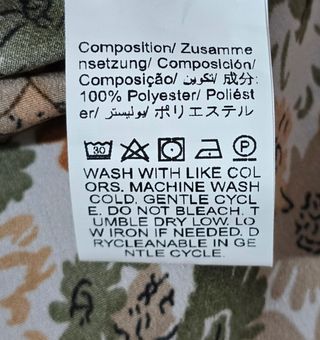 Composition/ Zusamme
nsetzung/ Composición/
Composição/ تكوين/ 成分:
100% Polyester/ Poliést
er/ بوليستر/ ポリエステル
30 P
WASH WITH LIKE COL
ORS. MACHINE WASH
COLD. GENTLE CYCL
E. DO NOT BLEACH. T
UMBLE DRY LOW. LO
W IRON IF NEEDED. D
RYCLEANABLE IN GE
NTLE CYCLE.